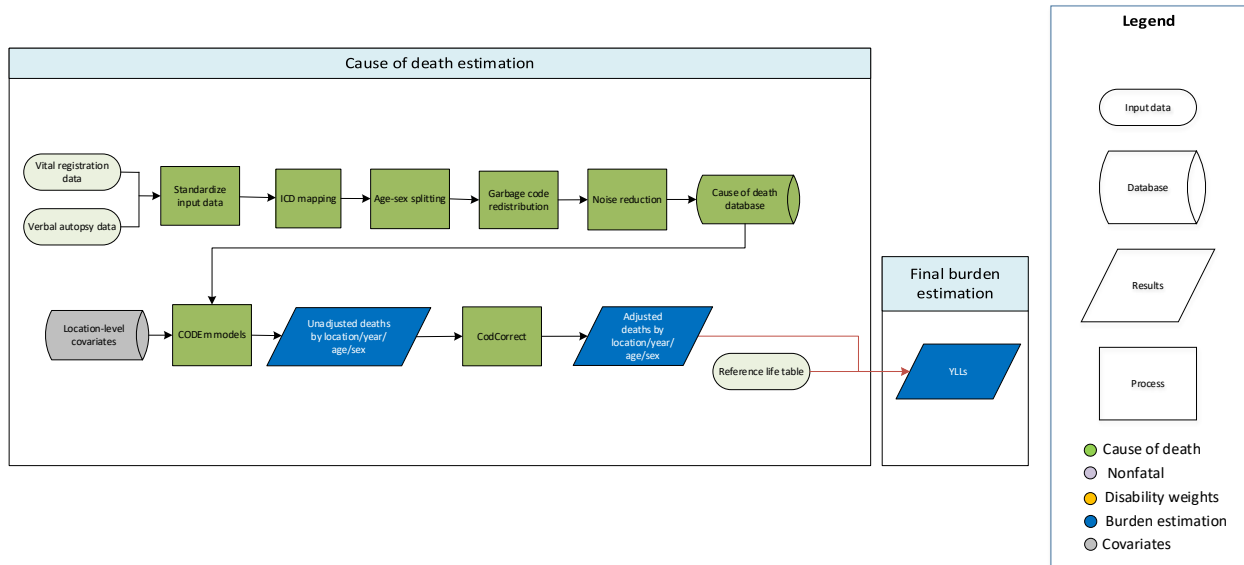 Cause of death estimation
Vital registration
data
Verbal autopsy data
Standardize
input data
ICD mapping
Age-sex splitting
Garbage code
redistribution
Noise reduction
Cause of death
database
Location-level
covariates
CODEm models
Unadjusted deaths
by location/year/
age/sex
CodCorrect
Adjusted
deaths by
location/year/
age/sex
Reference life table
Final burden
estimation
YLLs
Legend
Input data
Database
Results
Process
Cause of death
Nonfatal
Disability weights
Burden estimation
Covariates